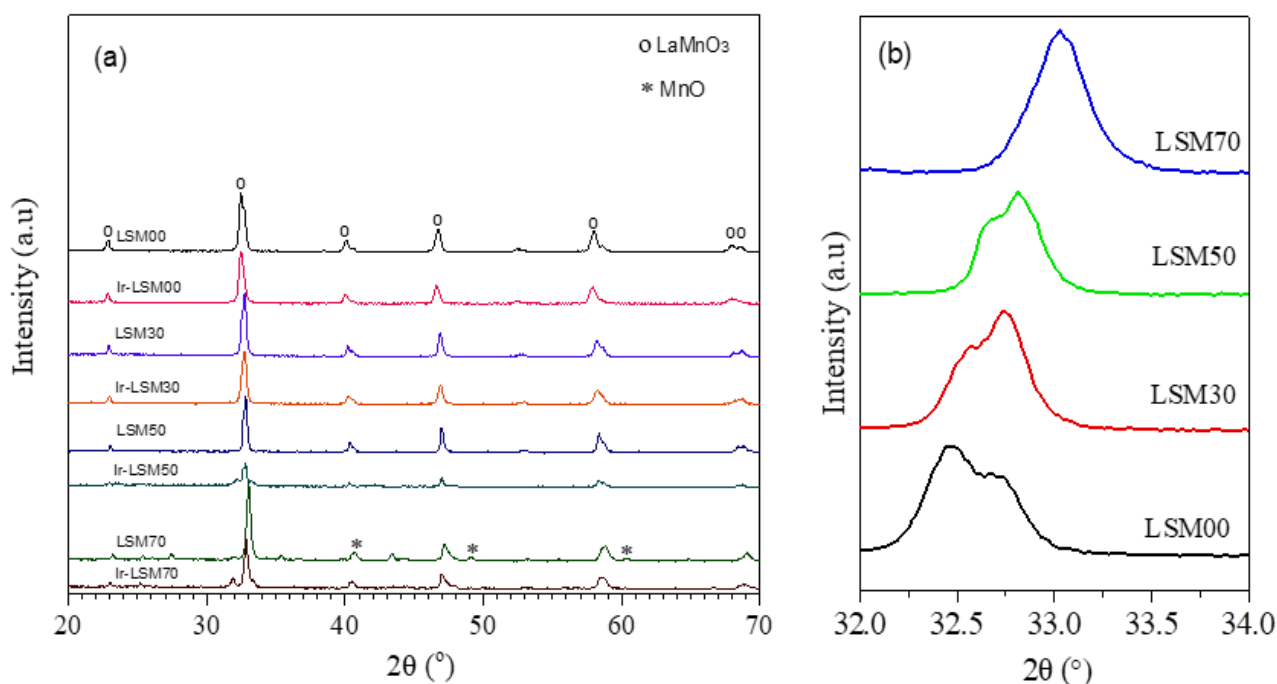 (a)
o LaMnO₃
* MnO
Intensity (a.u)
o o o o o oo
LSM00
Ir-LSM00
LSM30
Ir-LSM30
LSM50
Ir-LSM50
LSM70
* * *
Ir-LSM70
20 30 40 50 60 70
2θ (°)
(b)
Intensity (a.u)
LSM70
LSM50
LSM30
LSM00
32.0 32.5 33.0 33.5 34.0
2θ (°)